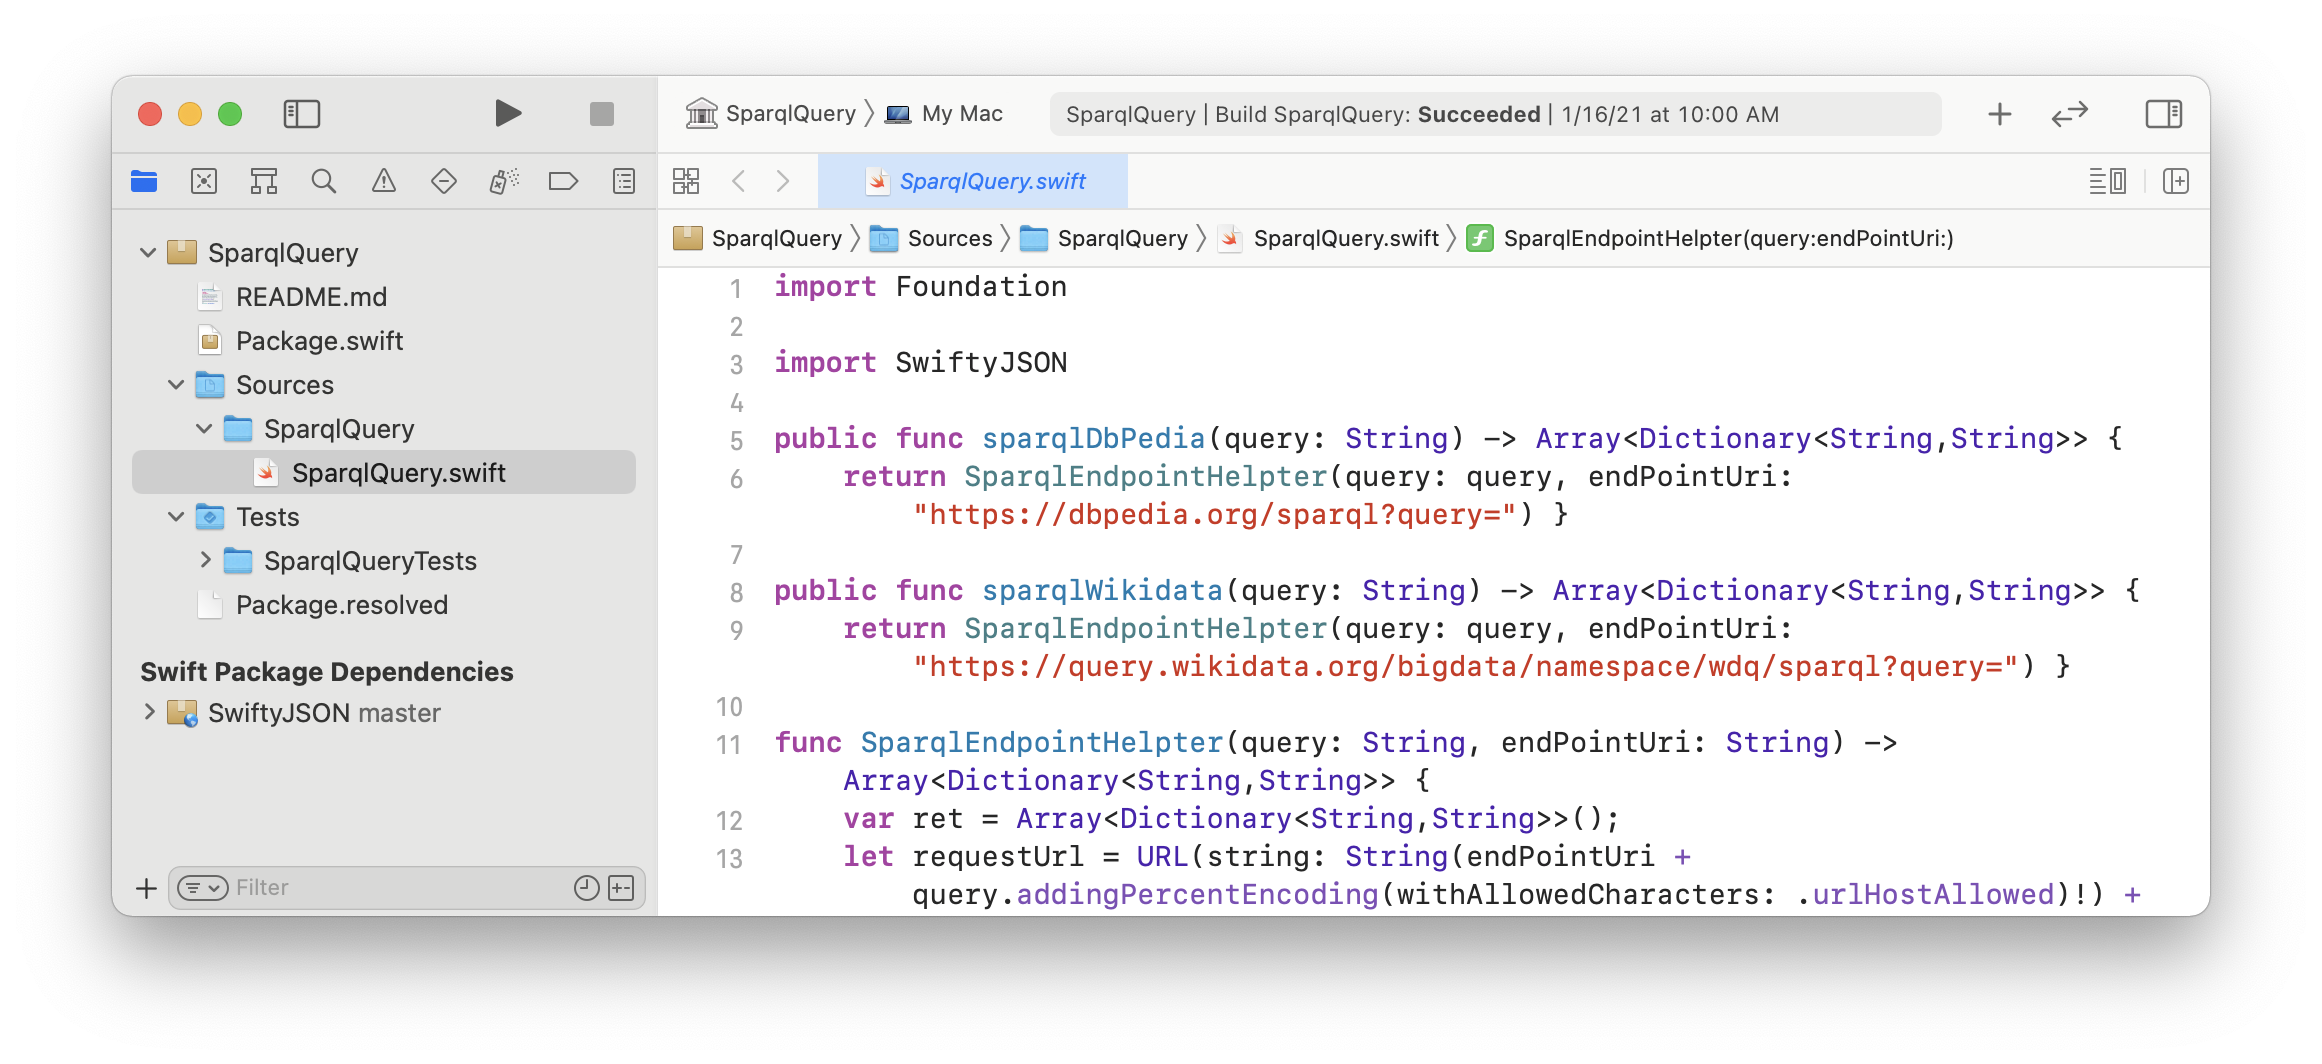 SparqlQuery 〉 My Mac
SparqlQuery | Build SparqlQuery: Succeeded | 1/16/21 at 10:00 AM
SparqlQuery.swift
SparqlQuery 〉 Sources 〉 SparqlQuery 〉 SparqlQuery.swift 〉 SparqlEndpointHelpter(query:endPointUri:)
SparqlQuery
README.md
Package.swift
Sources
SparqlQuery
SparqlQuery.swift
Tests
SparqlQueryTests
Package.resolved
Swift Package Dependencies
SwiftyJSON master
Filter
1 import Foundation
2
3 import SwiftyJSON
4
5 public func sparqlDbPedia(query: String) -> Array<Dictionary<String,String>> {
6 return SparqlEndpointHelpter(query: query, endPointUri:
"https://dbpedia.org/sparql?query=") }
7
8 public func sparqlWikidata(query: String) -> Array<Dictionary<String,String>> {
9 return SparqlEndpointHelpter(query: query, endPointUri:
"https://query.wikidata.org/bigdata/namespace/wdq/sparql?query=") }
10
11 func SparqlEndpointHelpter(query: String, endPointUri: String) ->
Array<Dictionary<String,String>> {
12 var ret = Array<Dictionary<String,String>>();
13 let requestUrl = URL(string: String(endPointUri +
query.addingPercentEncoding(withAllowedCharacters: .urlHostAllowed)!) +